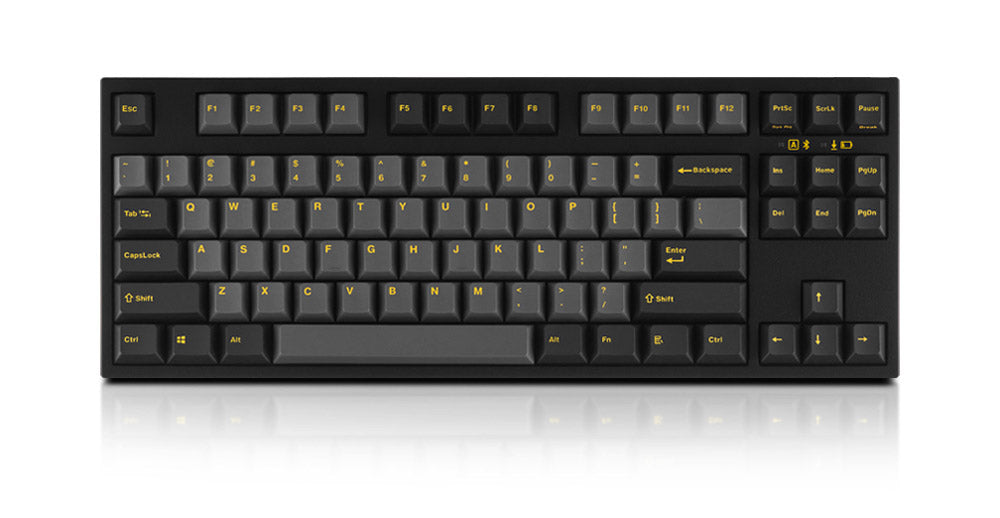 Esc F1 F2 F3 F4 F5 F6 F7 F8 F9 F10 F11 F12 PrtSc ScrLk Pause
A
~ ! @ # $ % ^ & * ( ) — +
` 1 2 3 4 5 6 7 8 9 0 – = ←Backspace Ins Home PgUp
Tab Q W E R T Y U I O P { } Del End PgDn
[ ] \
CapsLock A S D F G H J K L : " Enter
; '
⇧ Shift Z X C V B N M < > ? ⇧ Shift ↑
, . /
Ctrl Alt Alt Fn Ctrl ← ↓ →